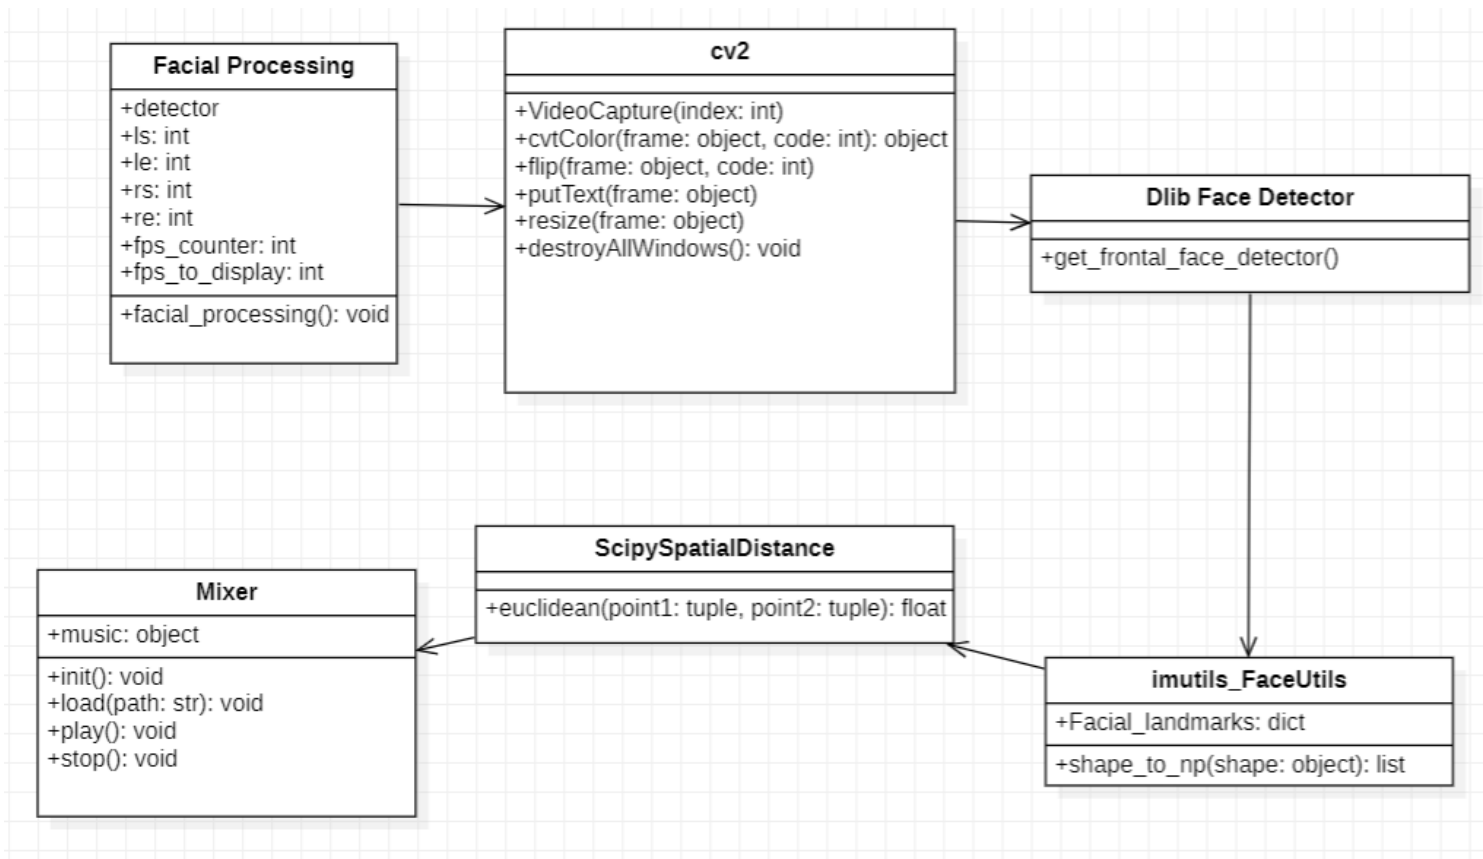 Facial Processing
+detector
+ls: int
+le: int
+rs: int
+re: int
+fps_counter: int
+fps_to_display: int
+facial_processing(): void
cv2
+VideoCapture(index: int)
+cvtColor(frame: object, code: int): object
+flip(frame: object, code: int)
+putText(frame: object)
+resize(frame: object)
+destroyAllWindows(): void
Dlib Face Detector
+get_frontal_face_detector()
Mixer
+music: object
+init(): void
+load(path: str): void
+play(): void
+stop(): void
ScipySpatialDistance
+euclidean(point1: tuple, point2: tuple): float
imutils_FaceUtils
+Facial_landmarks: dict
+shape_to_np(shape: object): list